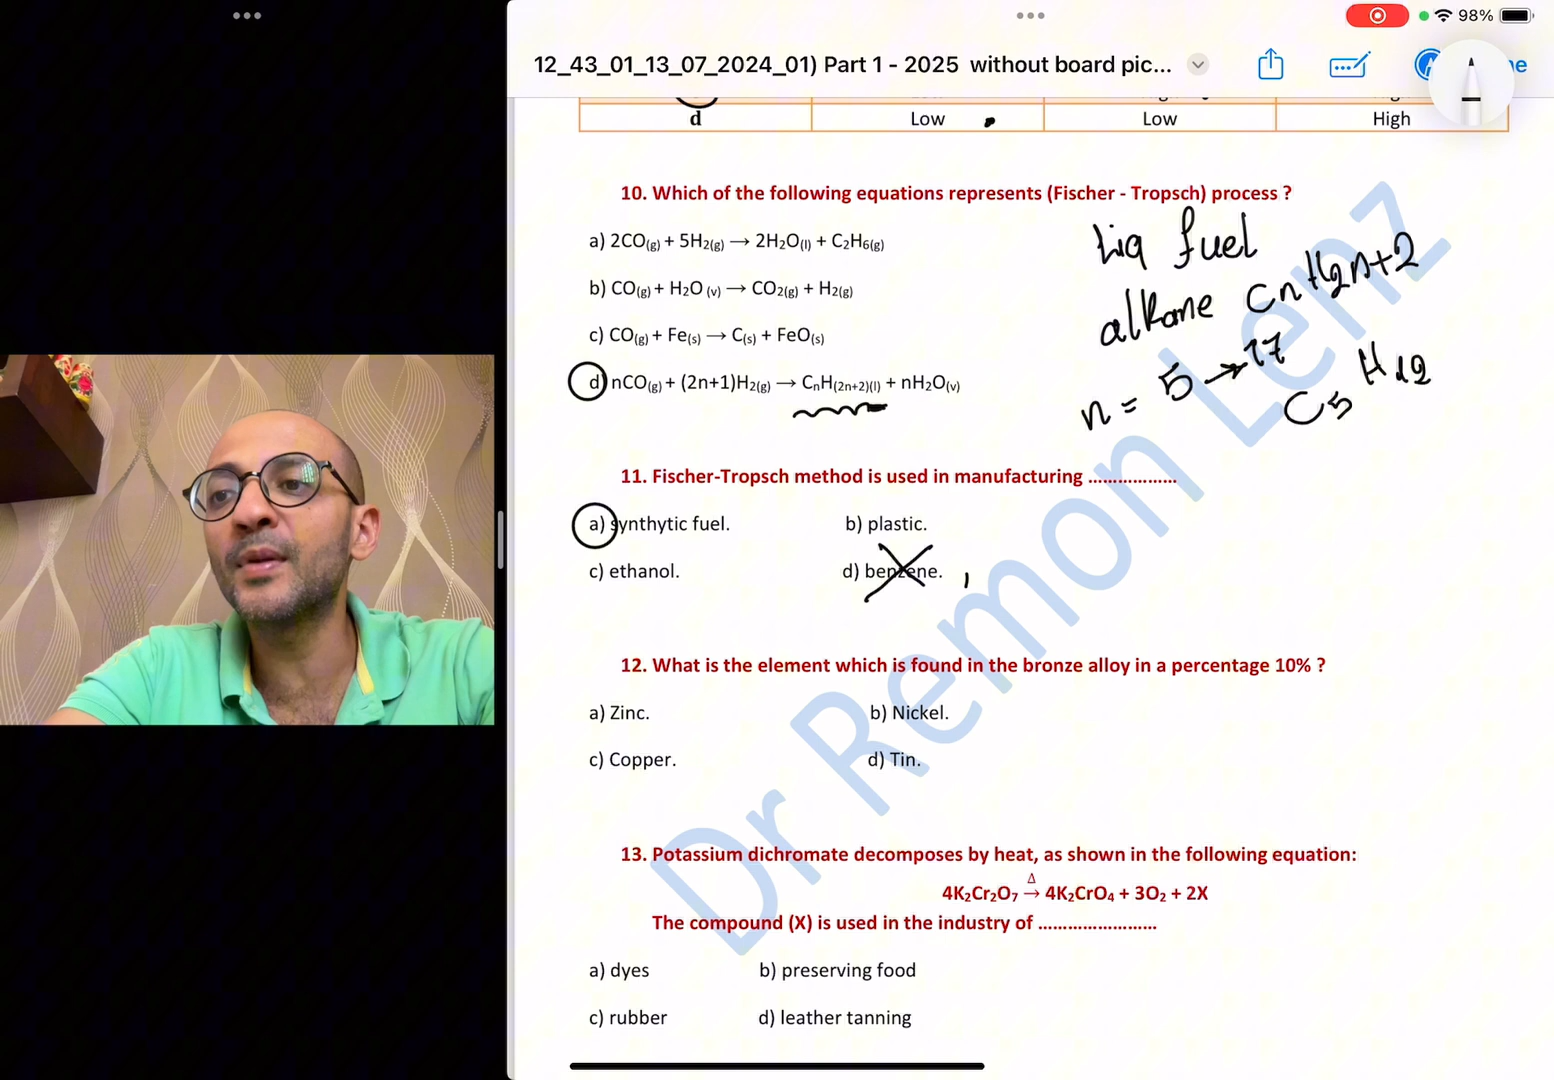 98%
12_43_01_13_07_2024_01) Part 1 - 2025 without board pic...
d Low Low High
10. Which of the following equations represents (Fischer - Tropsch) process ?
a) 2CO(g) + 5H2(g) → 2H2O(l) + C2H6(g)
b) CO(g) + H2O (v) → CO2(g) + H2(g)
c) CO(g) + Fe(s) → C(s) + FeO(s)
d) nCO(g) + (2n+1)H2(g) → CnH(2n+2)(l) + nH2O(v)
Liq fuel
alkane CnH2n+2
n = 5 → 17
C5 H12
11. Fischer-Tropsch method is used in manufacturing ..................
a) synthytic fuel. b) plastic.
c) ethanol. d) benzene.
12. What is the element which is found in the bronze alloy in a percentage 10% ?
a) Zinc. b) Nickel.
c) Copper. d) Tin.
13. Potassium dichromate decomposes by heat, as shown in the following equation:
Δ
4K₂Cr₂O₇ → 4K₂CrO₄ + 3O₂ + 2X
The compound (X) is used in the industry of .......................
a) dyes b) preserving food
c) rubber d) leather tanning
Dr Remon Lenz